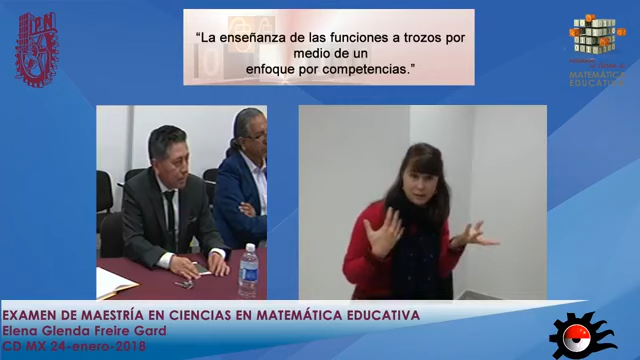 “La enseñanza de las funciones a trozos por
medio de un
enfoque por competencias.”
IPN
MATEMÁTICA
EDUCATIVA
EXAMEN DE MAESTRÍA EN CIENCIAS EN MATEMÁTICA EDUCATIVA
Elena Glenda Freire Gard
CD MX 24-enero-2018